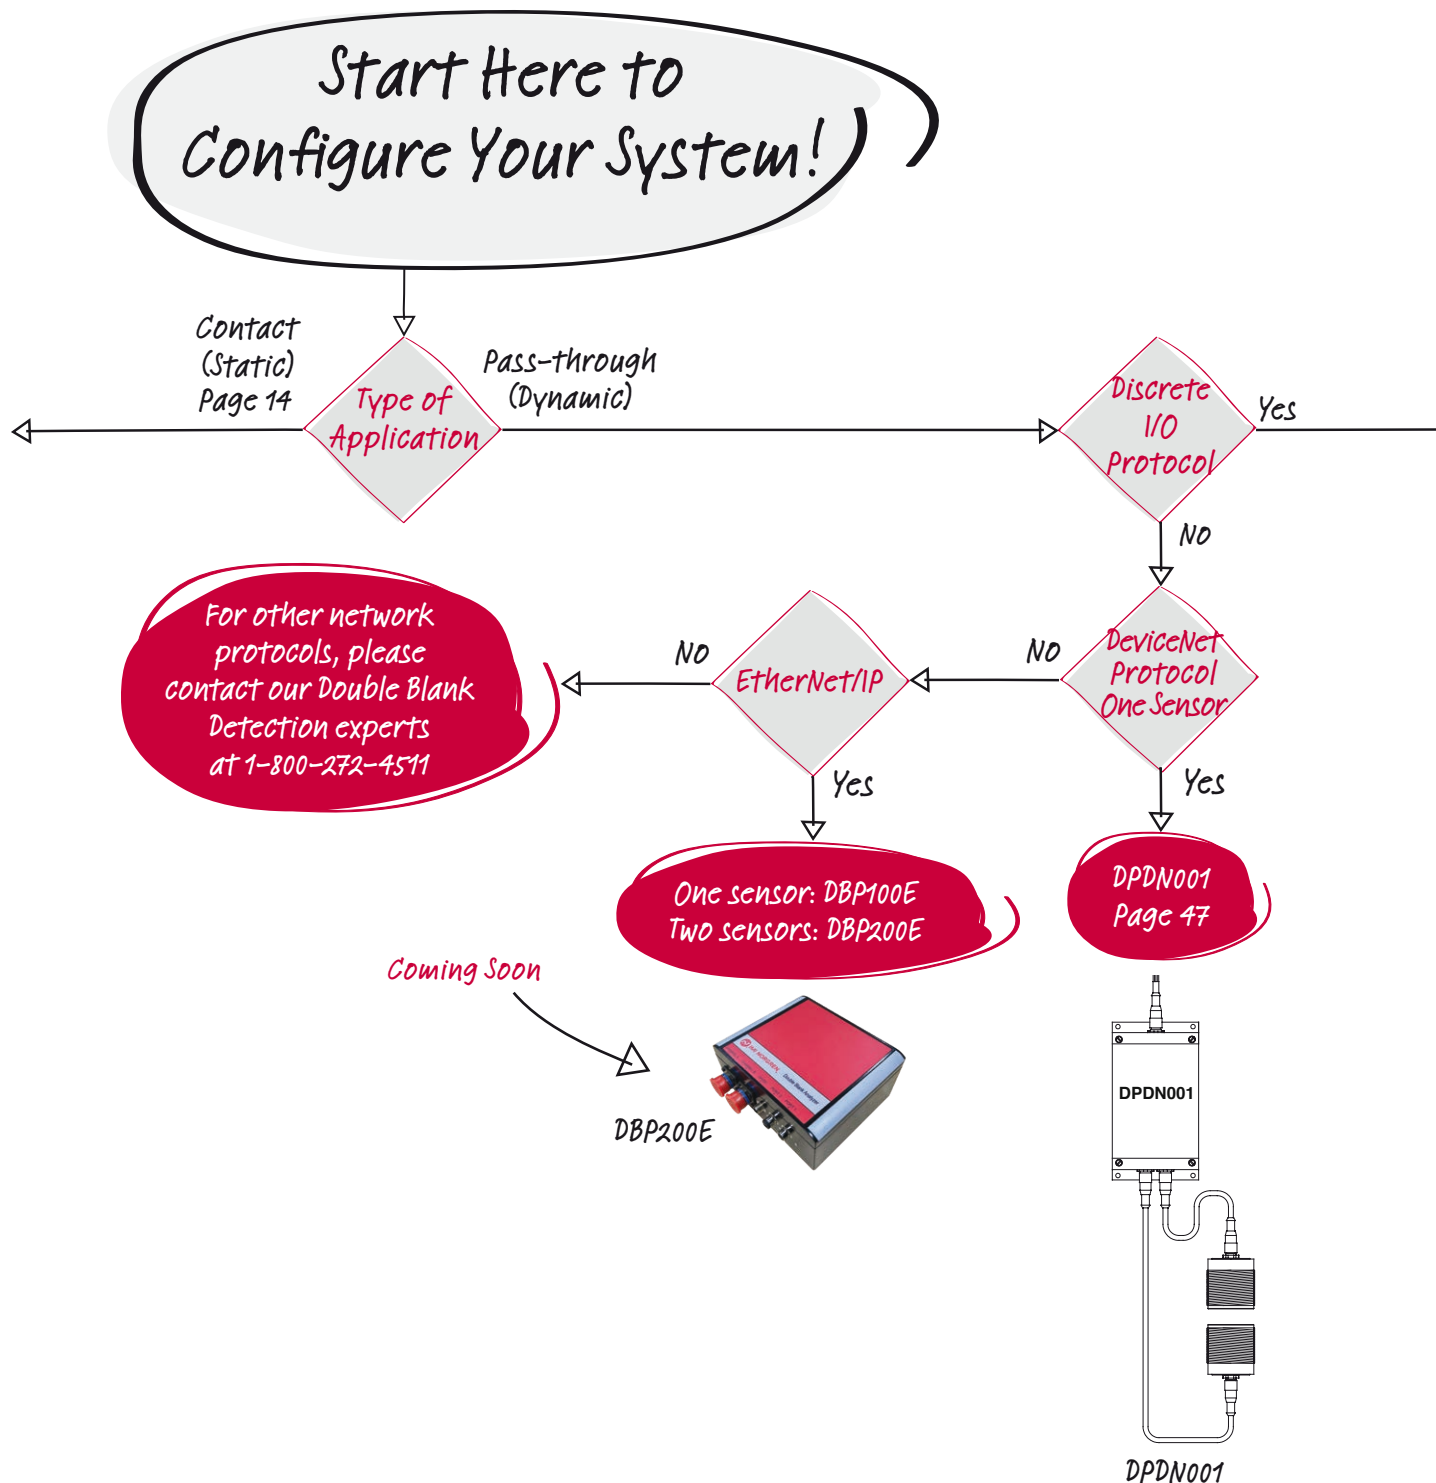 Start Here to
Configure Your System!
Contact
(Static)
Page 14
Type of
Application
Pass-through
(Dynamic)
Discrete
I/O
Protocol
Yes
NO
DeviceNet
Protocol
One Sensor
NO
EtherNet/IP
NO
For other network
protocols, please
contact our Double Blank
Detection experts
at 1-800-272-4511
Yes
One sensor: DBP100E
Two sensors: DBP200E
Yes
DPDN001
Page 47
Coming Soon
DBP200E
Double Blank Analyzer
DPDN001
DPDN001